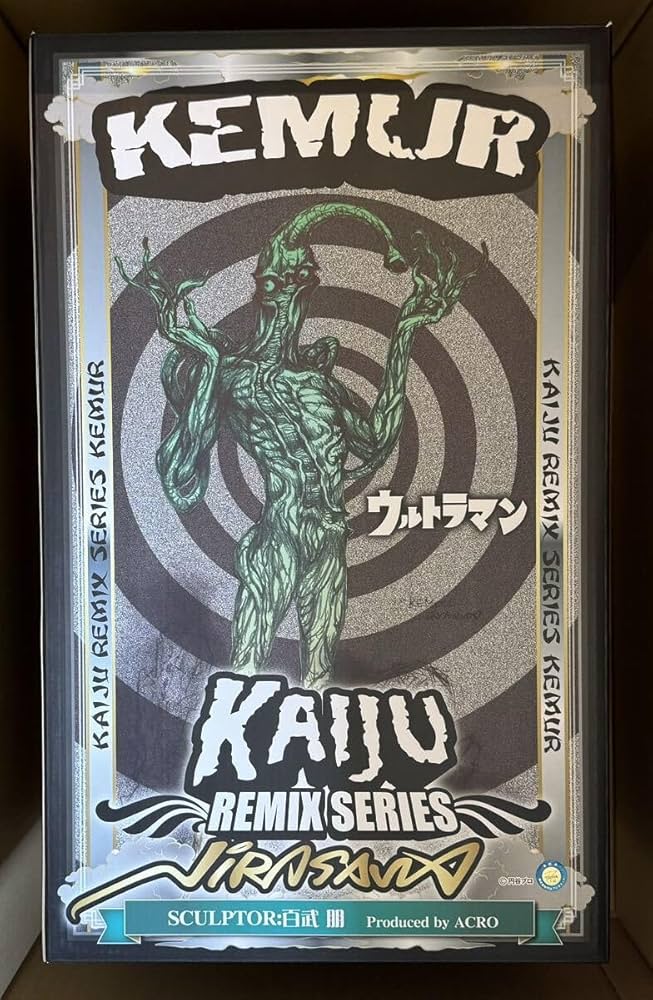 KEMUR
KAIJU REMIX SERIES KEMUR
KAIJU REMIX SERIES KEMUR
ウルトラマン
KAIJU
REMIX SERIES
NIRASAWA
©円谷プロ
SCULPTOR:百武 朋 Produced by ACRO